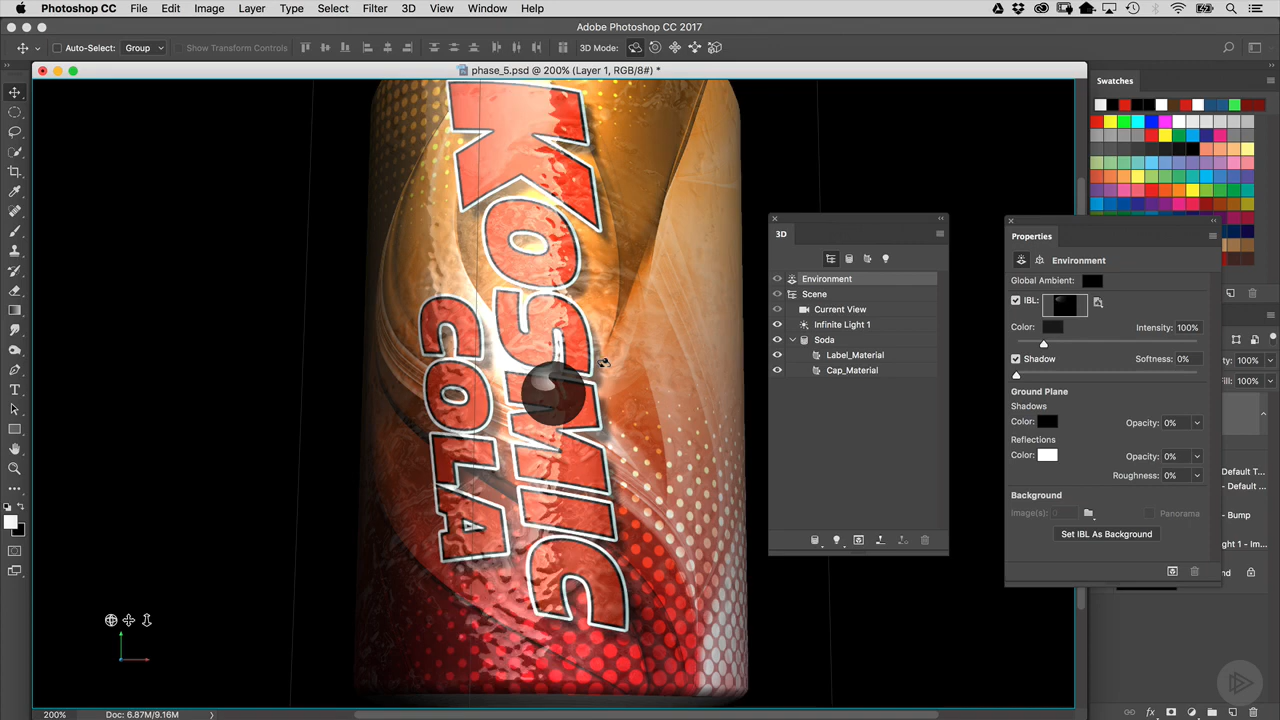 Photoshop CC File Edit Image Layer Type Select Filter 3D View Window Help
Adobe Photoshop CC 2017
Auto-Select: Group Show Transform Controls 3D Mode:
phase_5.psd @ 200% (Layer 1, RGB/8#) *
Swatches
KOSMIC
COLA
3D
Environment
Scene
Current View
Infinite Light 1
Soda
Label_Material
Cap_Material
Properties
Environment
Global Ambient:
IBL:
Color: Intensity: 100%
Shadow Softness: 0%
Ground Plane
Shadows
Color: Opacity: 0%
Reflections
Color: Opacity: 0%
Roughness: 0%
Background
Image(s): 0 Panorama
Set IBL As Background
100%
100%
Default T
- Default
- Bump
ight 1 - Im
nd
200% Doc: 6.87M/9.16M
fx